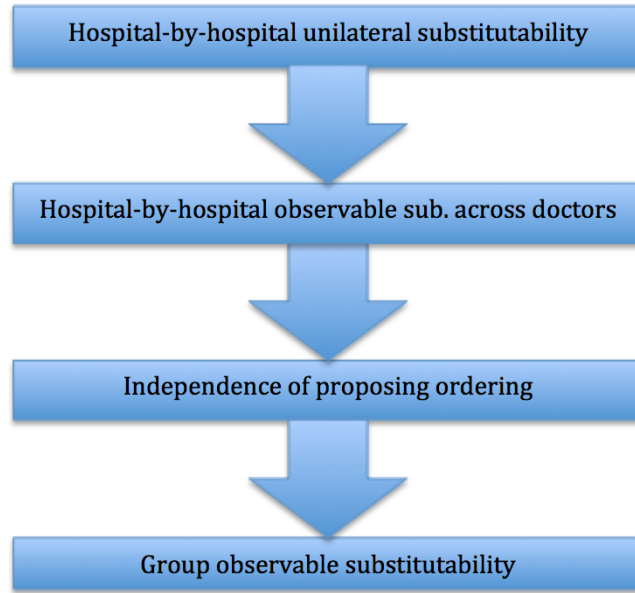 Hospital-by-hospital unilateral substitutability
Hospital-by-hospital observable sub. across doctors
Independence of proposing ordering
Group observable substitutability